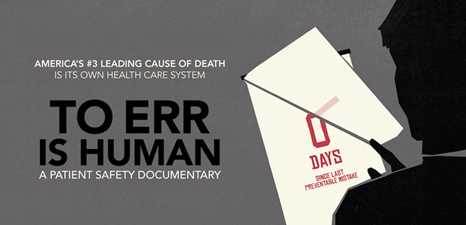 AMERICA'S #3 LEADING CAUSE OF DEATH
IS ITS OWN HEALTH CARE SYSTEM
TO ERR
IS HUMAN
A PATIENT SAFETY DOCUMENTARY
0
DAYS
SINCE LAST
PREVENTABLE MISTAKE